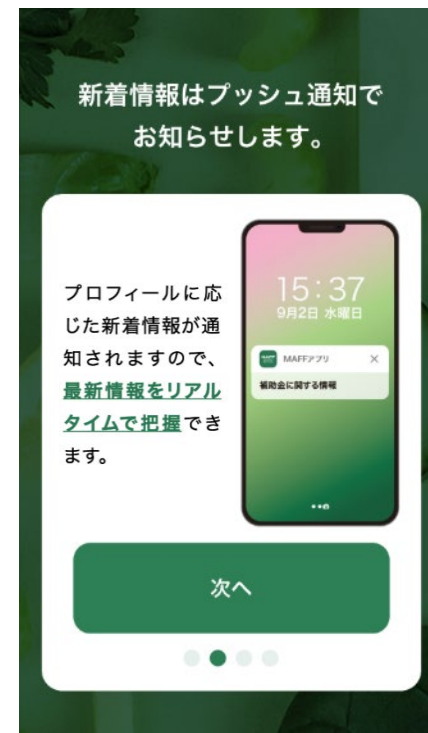 新着情報はプッシュ通知で
お知らせします。
プロフィールに応
じた新着情報が通
知されますので、
最新情報をリアル
タイムで把握でき
ます。
15:37
9月2日 水曜日
MAFF
MAFFアプリ ×
補助金に関する情報
次へ